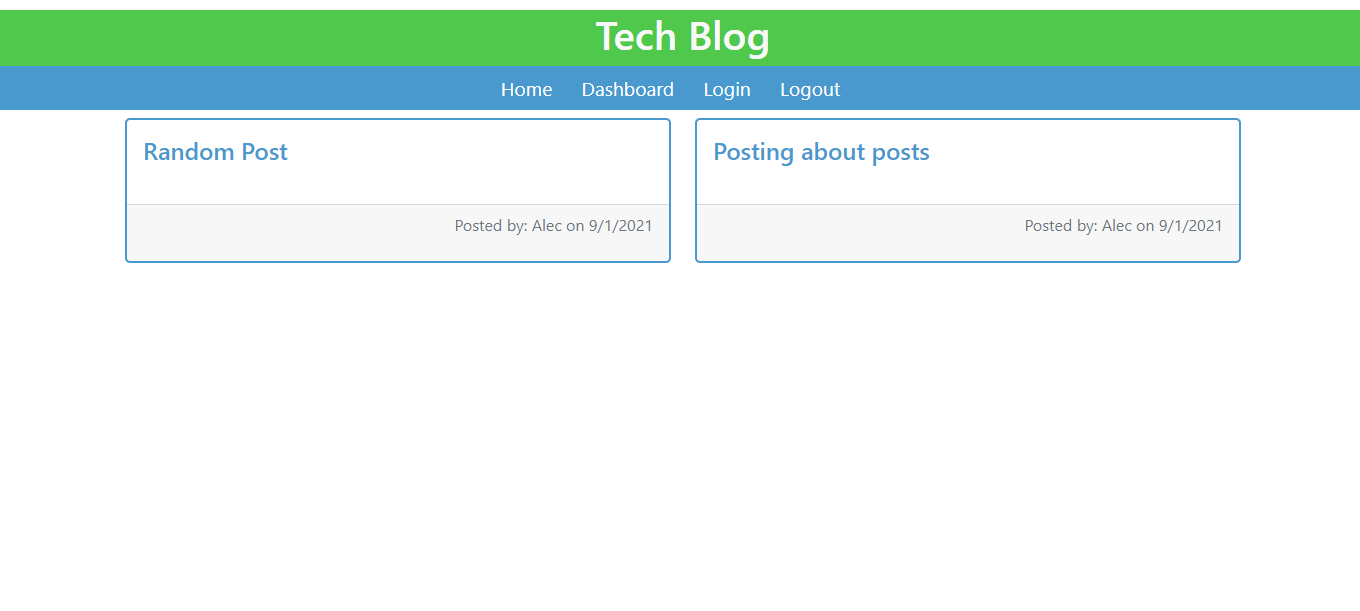 Tech Blog
Home Dashboard Login Logout
Random Post
Posted by: Alec on 9/1/2021
Posting about posts
Posted by: Alec on 9/1/2021